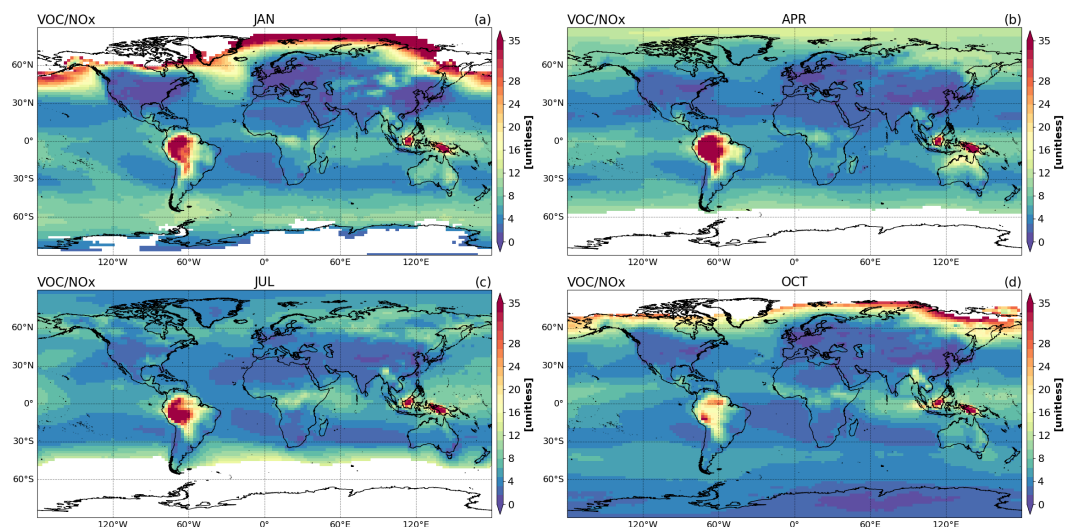 VOC/NOx JAN (a)
60°N
30°N
0°
30°S
60°S
120°W 60°W 0° 60°E 120°E
35
28
24
20
16
12
8
4
0
[unitless]
VOC/NOx APR (b)
60°N
30°N
0°
30°S
60°S
120°W 60°W 0° 60°E 120°E
35
28
24
20
16
12
8
4
0
[unitless]
VOC/NOx JUL (c)
60°N
30°N
0°
30°S
60°S
120°W 60°W 0° 60°E 120°E
35
28
24
20
16
12
8
4
0
[unitless]
VOC/NOx OCT (d)
60°N
30°N
0°
30°S
60°S
120°W 60°W 0° 60°E 120°E
35
28
24
20
16
12
8
4
0
[unitless]